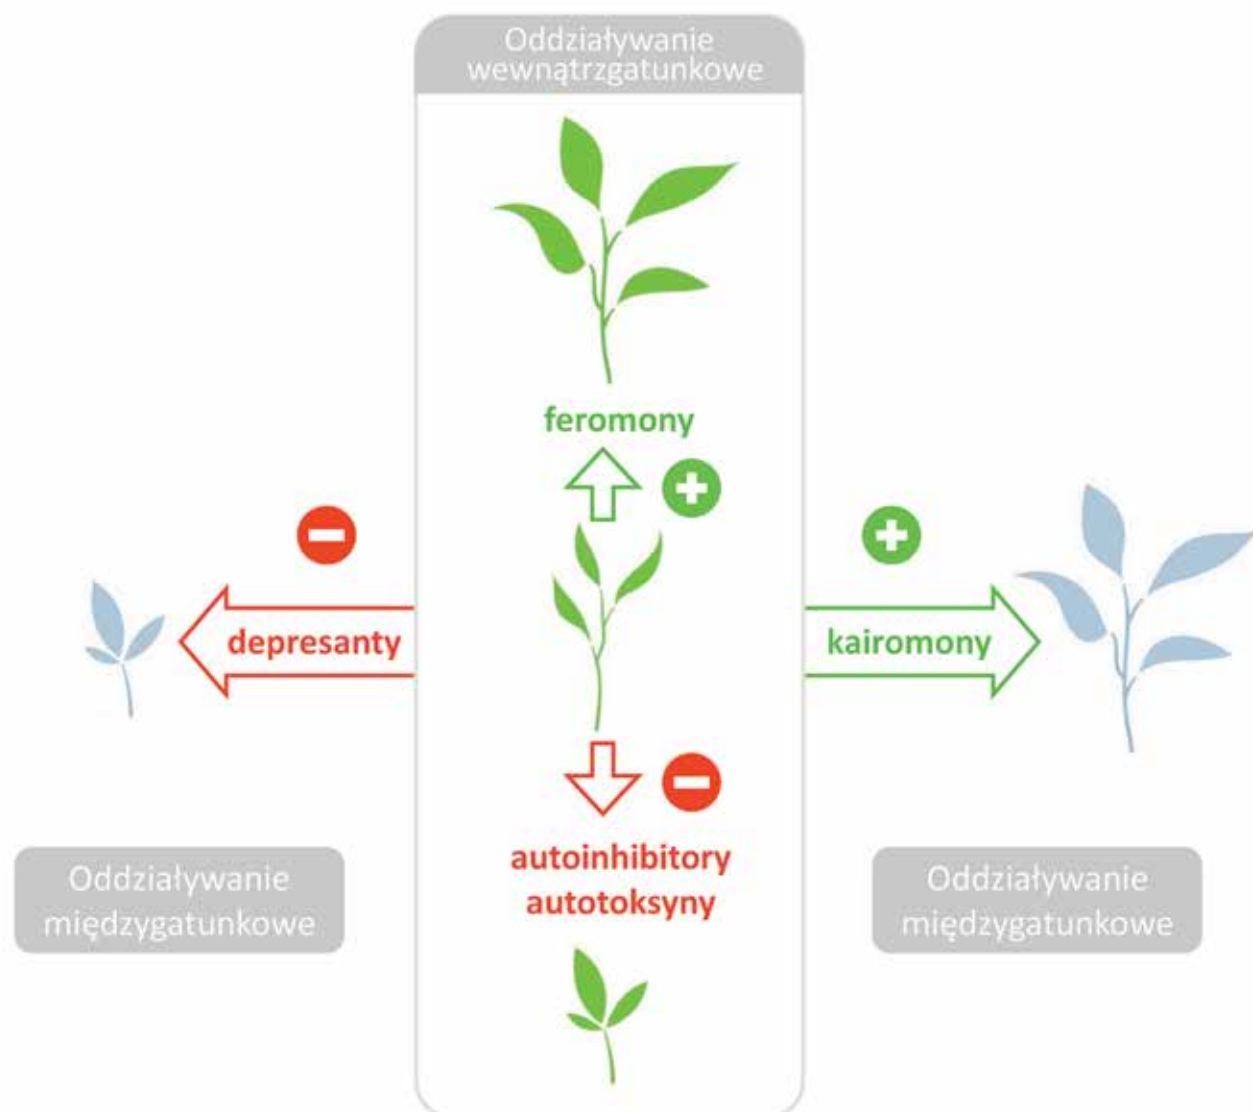 Oddziaływanie
wewnątrzgatunkowe
feromony
depresanty
kairomony
autoinhibitory
autotoksyny
Oddziaływanie
międzygatunkowe
Oddziaływanie
międzygatunkowe